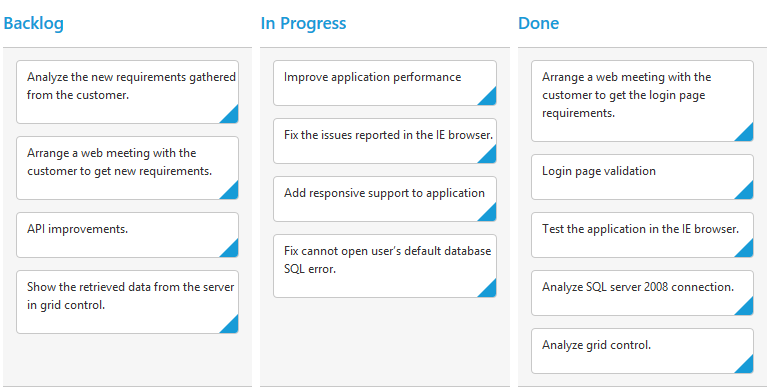 Backlog
Analyze the new requirements gathered
from the customer.
Arrange a web meeting with the
customer to get new requirements.
API improvements.
Show the retrieved data from the server
in grid control.
In Progress
Improve application performance
Fix the issues reported in the IE browser.
Add responsive support to application
Fix cannot open user's default database
SQL error.
Done
Arrange a web meeting with the
customer to get the login page
requirements.
Login page validation
Test the application in the IE browser.
Analyze SQL server 2008 connection.
Analyze grid control.